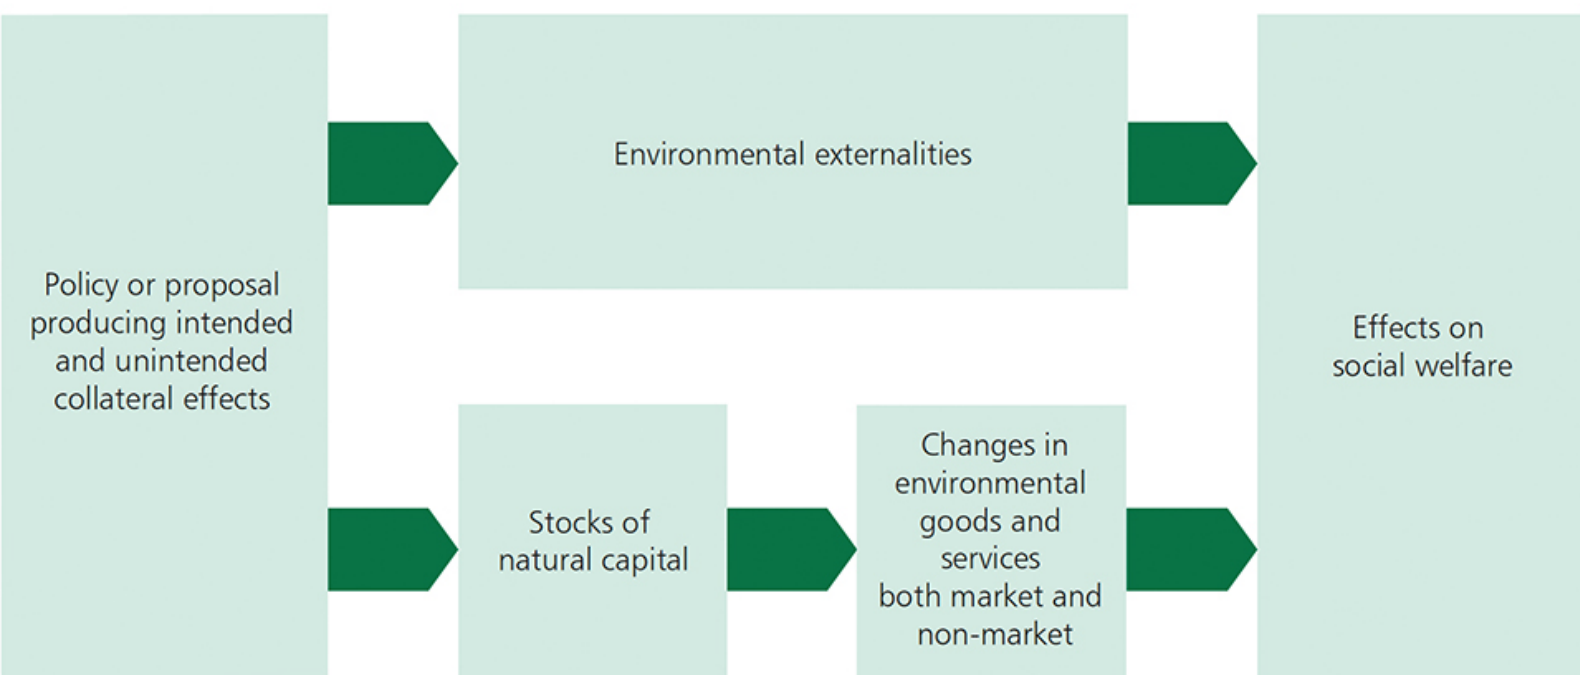 Policy or proposal
producing intended
and unintended
collateral effects
Environmental externalities
Stocks of
natural capital
Changes in
environmental
goods and
services
both market and
non-market
Effects on
social welfare